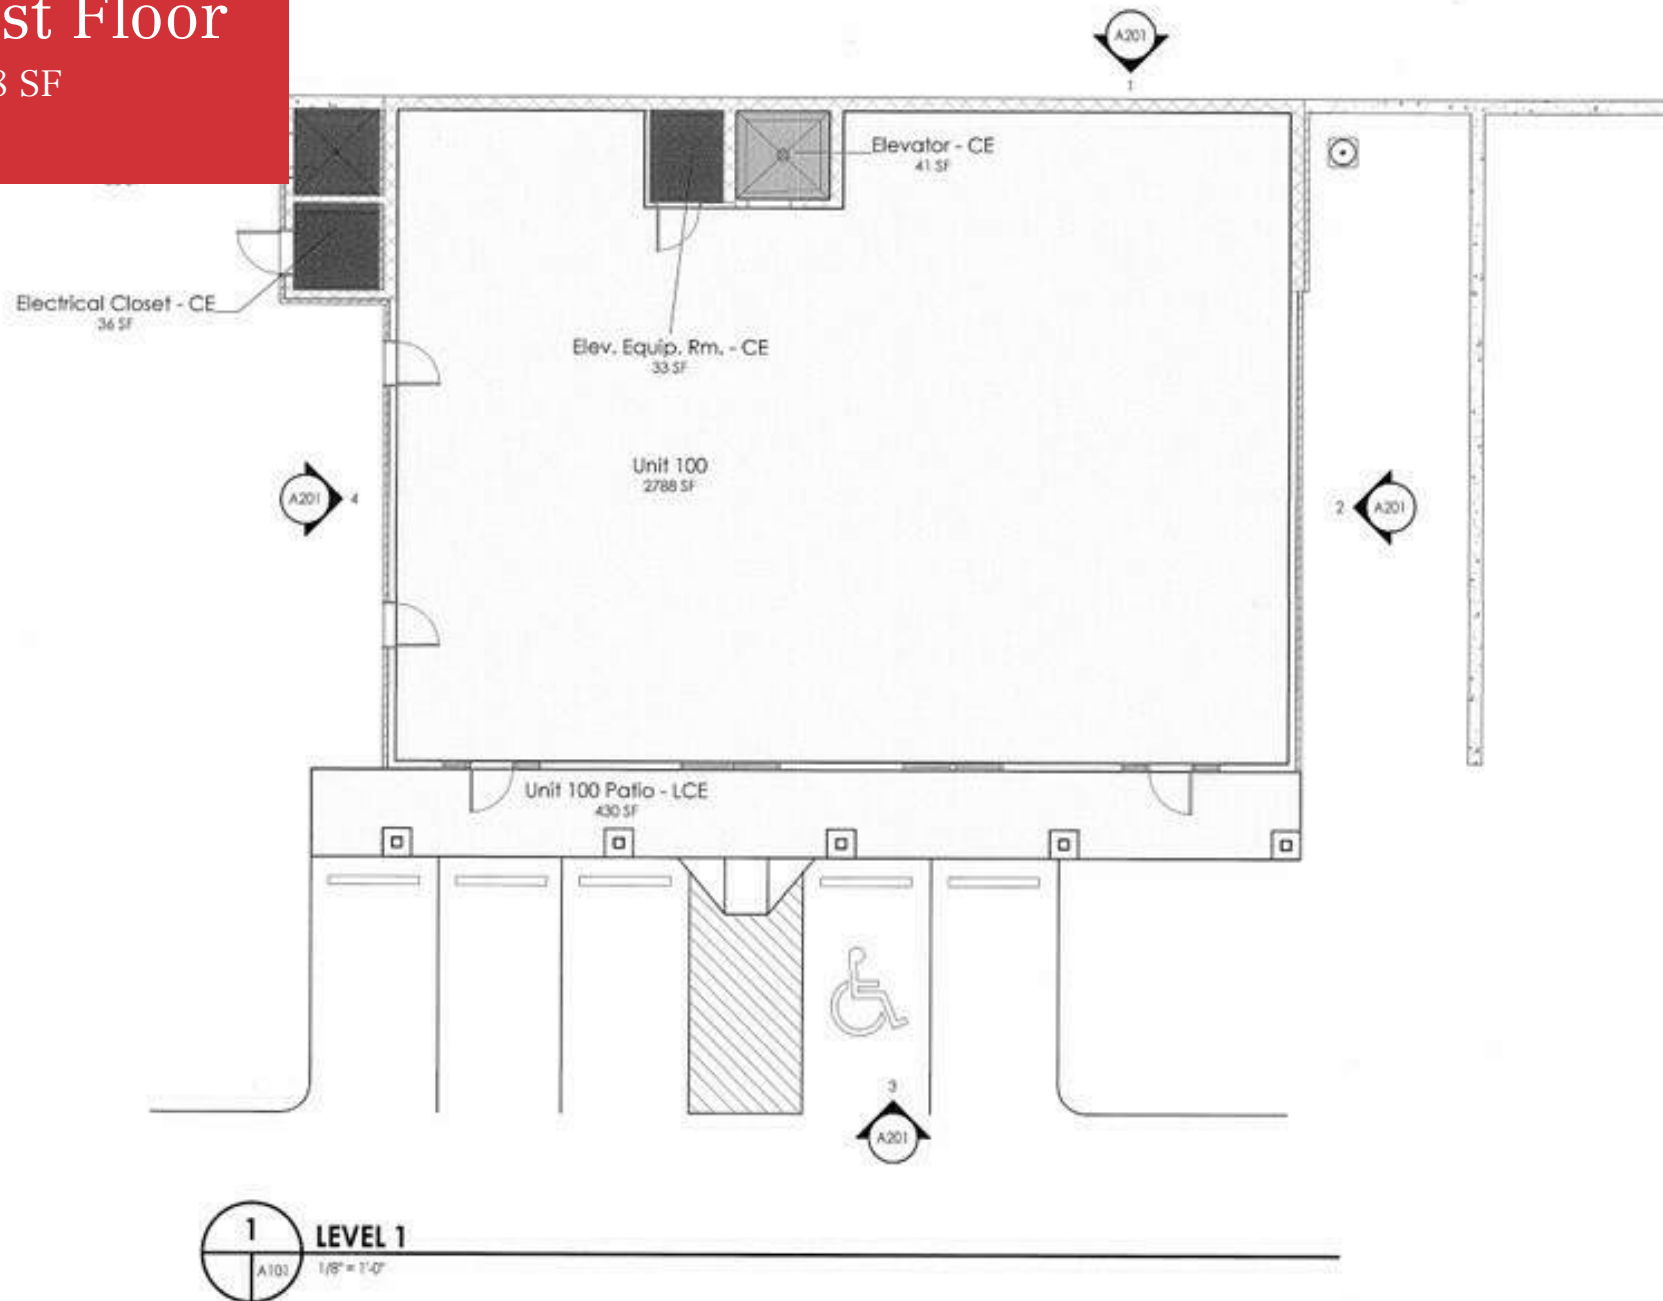 st Floor
8 SF
A201
1
Elevator - CE
41 SF
Electrical Closet - CE
36 SF
Elev. Equip. Rm. - CE
33 SF
Unit 100
2788 SF
A201
4
2
A201
Unit 100 Patio - LCE
430 SF
3
A201
1
LEVEL 1
A101
1/8" = 1'-0"